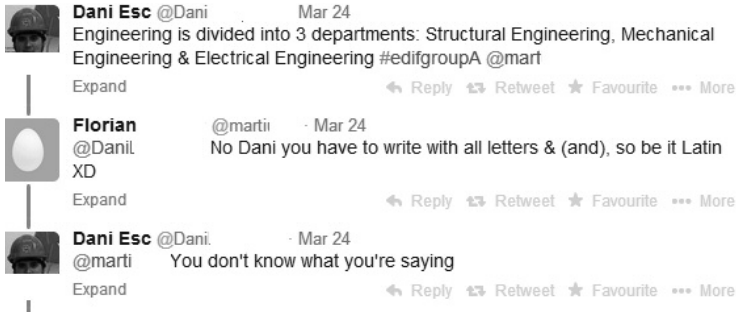 Dani Esc @Dani Mar 24
Engineering is divided into 3 departments: Structural Engineering, Mechanical
Engineering & Electrical Engineering #edifgroupA @mart
Expand Reply Retweet Favourite More
Florian @martii · Mar 24
@DaniL No Dani you have to write with all letters & (and), so be it Latin
XD
Expand Reply Retweet Favourite More
Dani Esc @Dani · Mar 24
@marti You don't know what you're saying
Expand Reply Retweet Favourite More